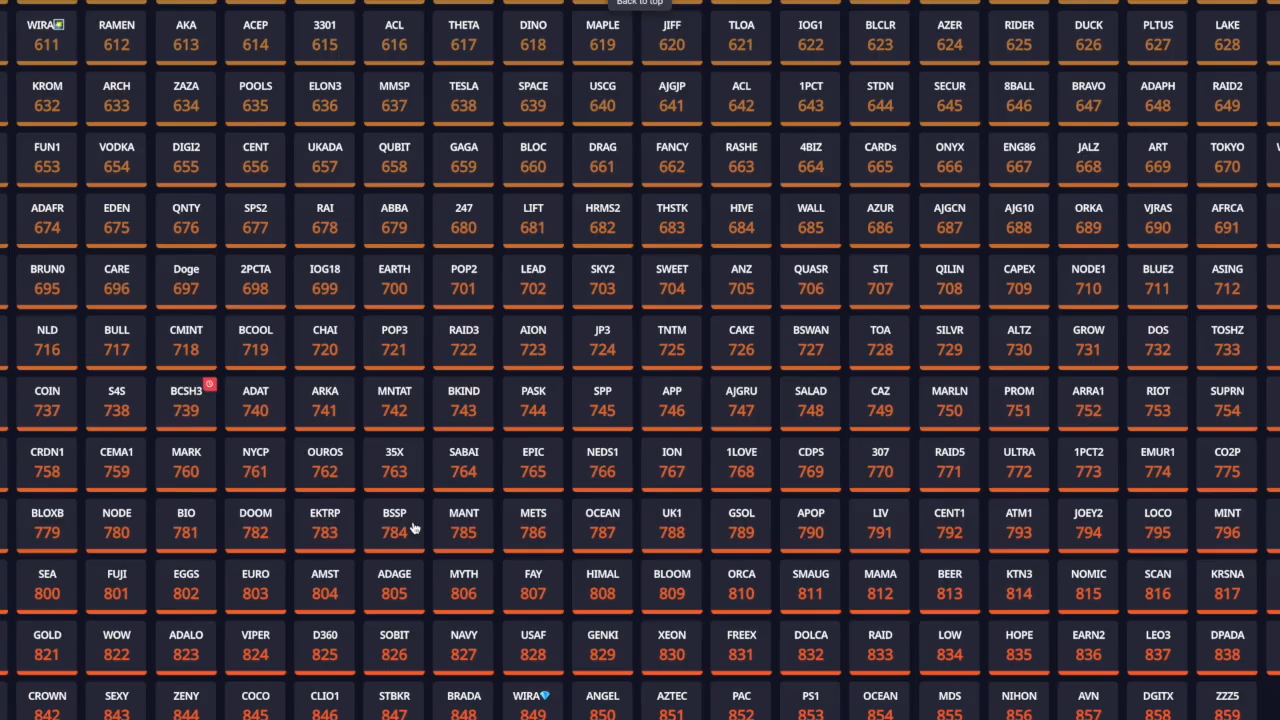 Back to top
WIRA RAMEN AKA ACEP 3301 ACL THETA DINO MAPLE JIFF TLOA IOG1 BLCLR AZER RIDER DUCK PLTUS LAKE
611 612 613 614 615 616 617 618 619 620 621 622 623 624 625 626 627 628
KROM ARCH ZAZA POOLS ELON3 MMSP TESLA SPACE USCG AJGJP ACL 1PCT STDN SECUR 8BALL BRAVO ADAPH RAID2
632 633 634 635 636 637 638 639 640 641 642 643 644 645 646 647 648 649
FUN1 VODKA DIGI2 CENT UKADA QUBIT GAGA BLOC DRAG FANCY RASHE 4BIZ CARDs ONYX ENG86 JALZ ART TOKYO
653 654 655 656 657 658 659 660 661 662 663 664 665 666 667 668 669 670
ADAFR EDEN QNTY SPS2 RAI ABBA 247 LIFT HRMS2 THSTK HIVE WALL AZUR AJGCN AJG10 ORKA VJRAS AFRCA
674 675 676 677 678 679 680 681 682 683 684 685 686 687 688 689 690 691
BRUN0 CARE Doge 2PCTA IOG18 EARTH POP2 LEAD SKY2 SWEET ANZ QUASR STI QILIN CAPEX NODE1 BLUE2 ASING
695 696 697 698 699 700 701 702 703 704 705 706 707 708 709 710 711 712
NLD BULL CMINT BCOOL CHAI POP3 RAID3 AION JP3 TNTM CAKE BSWAN TOA SILVR ALTZ GROW DOS TOSHZ
716 717 718 719 720 721 722 723 724 725 726 727 728 729 730 731 732 733
COIN S4S BCSH3 ADAT ARKA MNTAT BKIND PASK SPP APP AJGRU SALAD CAZ MARLN PROM ARRA1 RIOT SUPRN
737 738 739 740 741 742 743 744 745 746 747 748 749 750 751 752 753 754
CRDN1 CEMA1 MARK NYCP OUROS 35X SABAI EPIC NEDS1 ION 1LOVE CDPS 307 RAID5 ULTRA 1PCT2 EMUR1 CO2P
758 759 760 761 762 763 764 765 766 767 768 769 770 771 772 773 774 775
BLOXB NODE BIO DOOM EKTRP BSSP MANT METS OCEAN UK1 GSOL APOP LIV CENT1 ATM1 JOEY2 LOCO MINT
779 780 781 782 783 784 785 786 787 788 789 790 791 792 793 794 795 796
SEA FUJI EGGS EURO AMST ADAGE MYTH FAY HIMAL BLOOM ORCA SMAUG MAMA BEER KTN3 NOMIC SCAN KRSNA
800 801 802 803 804 805 806 807 808 809 810 811 812 813 814 815 816 817
GOLD WOW ADALO VIPER D360 SOBIT NAVY USAF GENKI XEON FREEX DOLCA RAID LOW HOPE EARN2 LEO3 DPADA
821 822 823 824 825 826 827 828 829 830 831 832 833 834 835 836 837 838
CROWN SEXY ZENY COCO CLIO1 STBKR BRADA WIRA ANGEL AZTEC PAC PS1 OCEAN MDS NIHON AVN DGITX ZZZ5
842 843 844 845 846 847 848 849 850 851 852 853 854 855 856 857 858 859